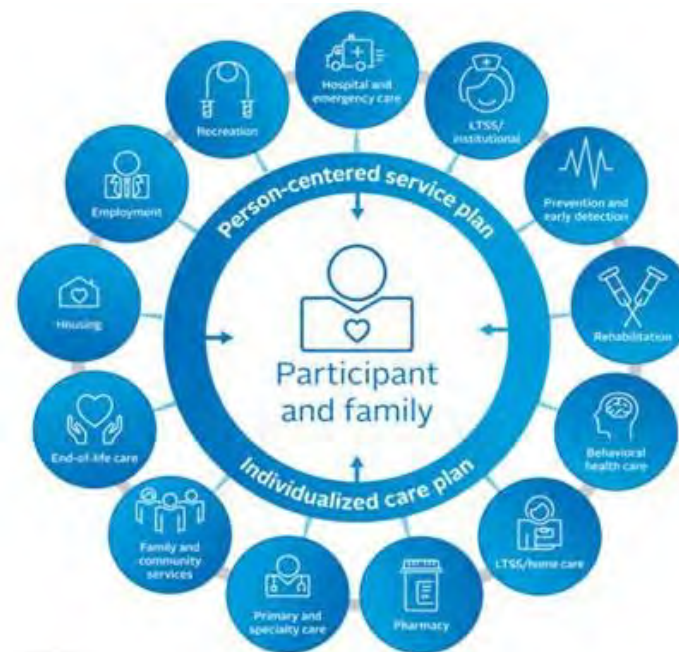 Hospital and
emergency care
LTSS/
institutional
Prevention and
early detection
Rehabilitation
Behavioral
health care
LTSS/home care
Pharmacy
Primary and
specialty care
Family and
community
services
End-of-life care
Housing
Employment
Recreation
Person-centered service plan
Participant
and family
Individualized care plan